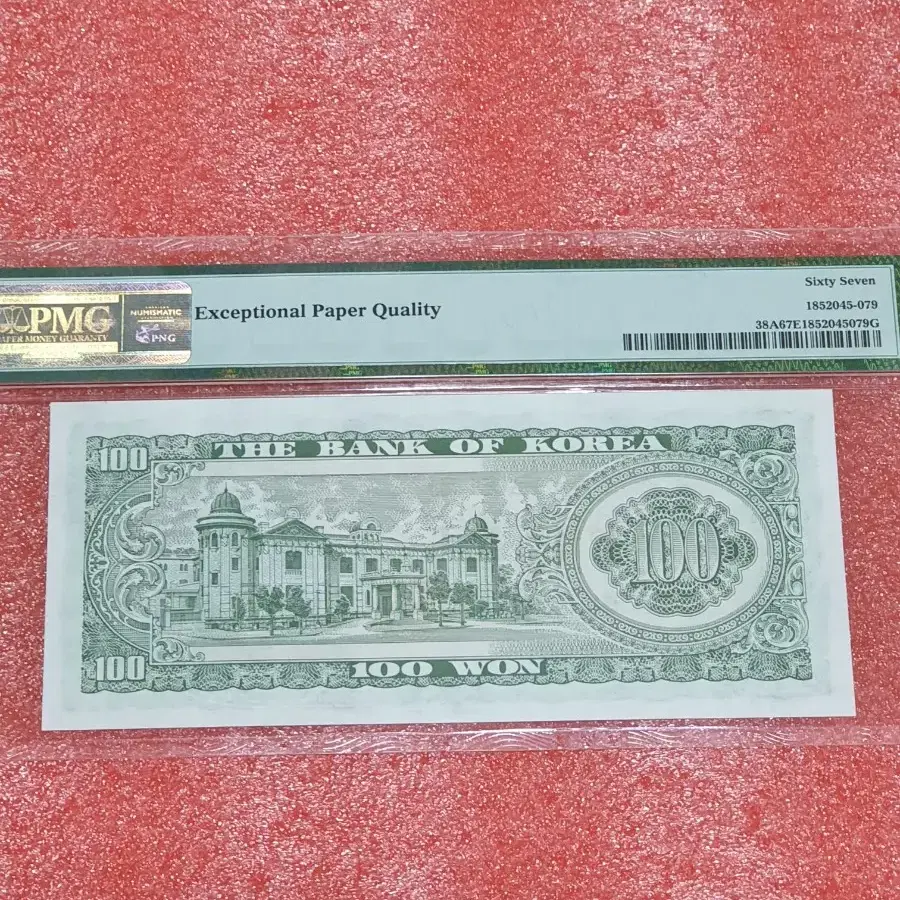 Sixty Seven
PMG
PAPER MONEY GUARANTY
NUMISMATIC
PNG
Exceptional Paper Quality
1852045-079
38A67E1852045079G
THE BANK OF KOREA
100
100
100
100 WON